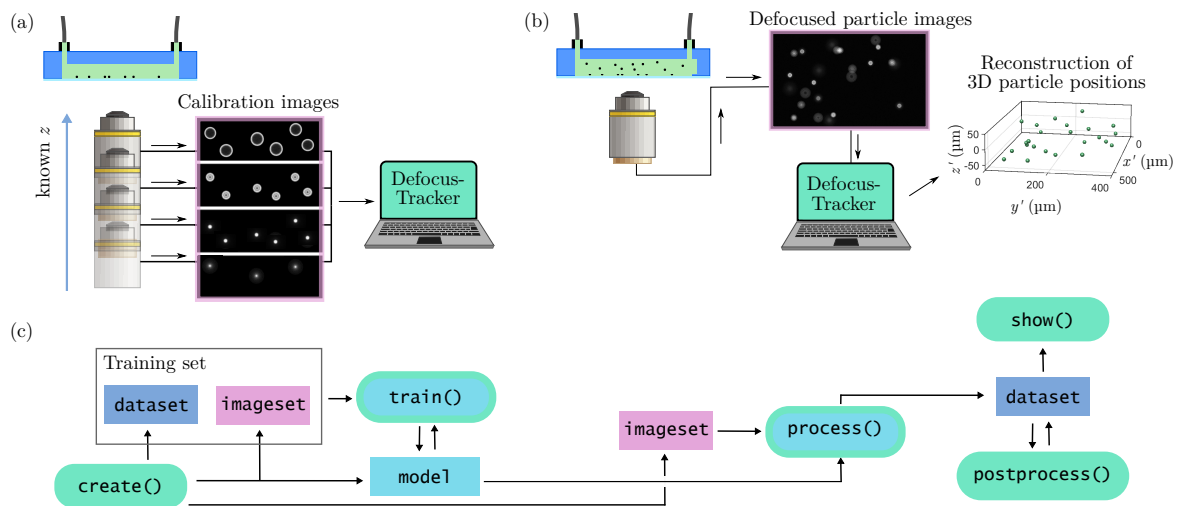 (a)
Calibration images
known z
Defocus-
Tracker
(b)
Defocused particle images
Defocus-
Tracker
Reconstruction of
3D particle positions
50
0
-50
z′ (µm)
0
200
400
y′ (µm)
0
500
x′ (µm)
(c)
Training set
dataset
imageset
train()
create()
model
imageset
process()
show()
dataset
postprocess()